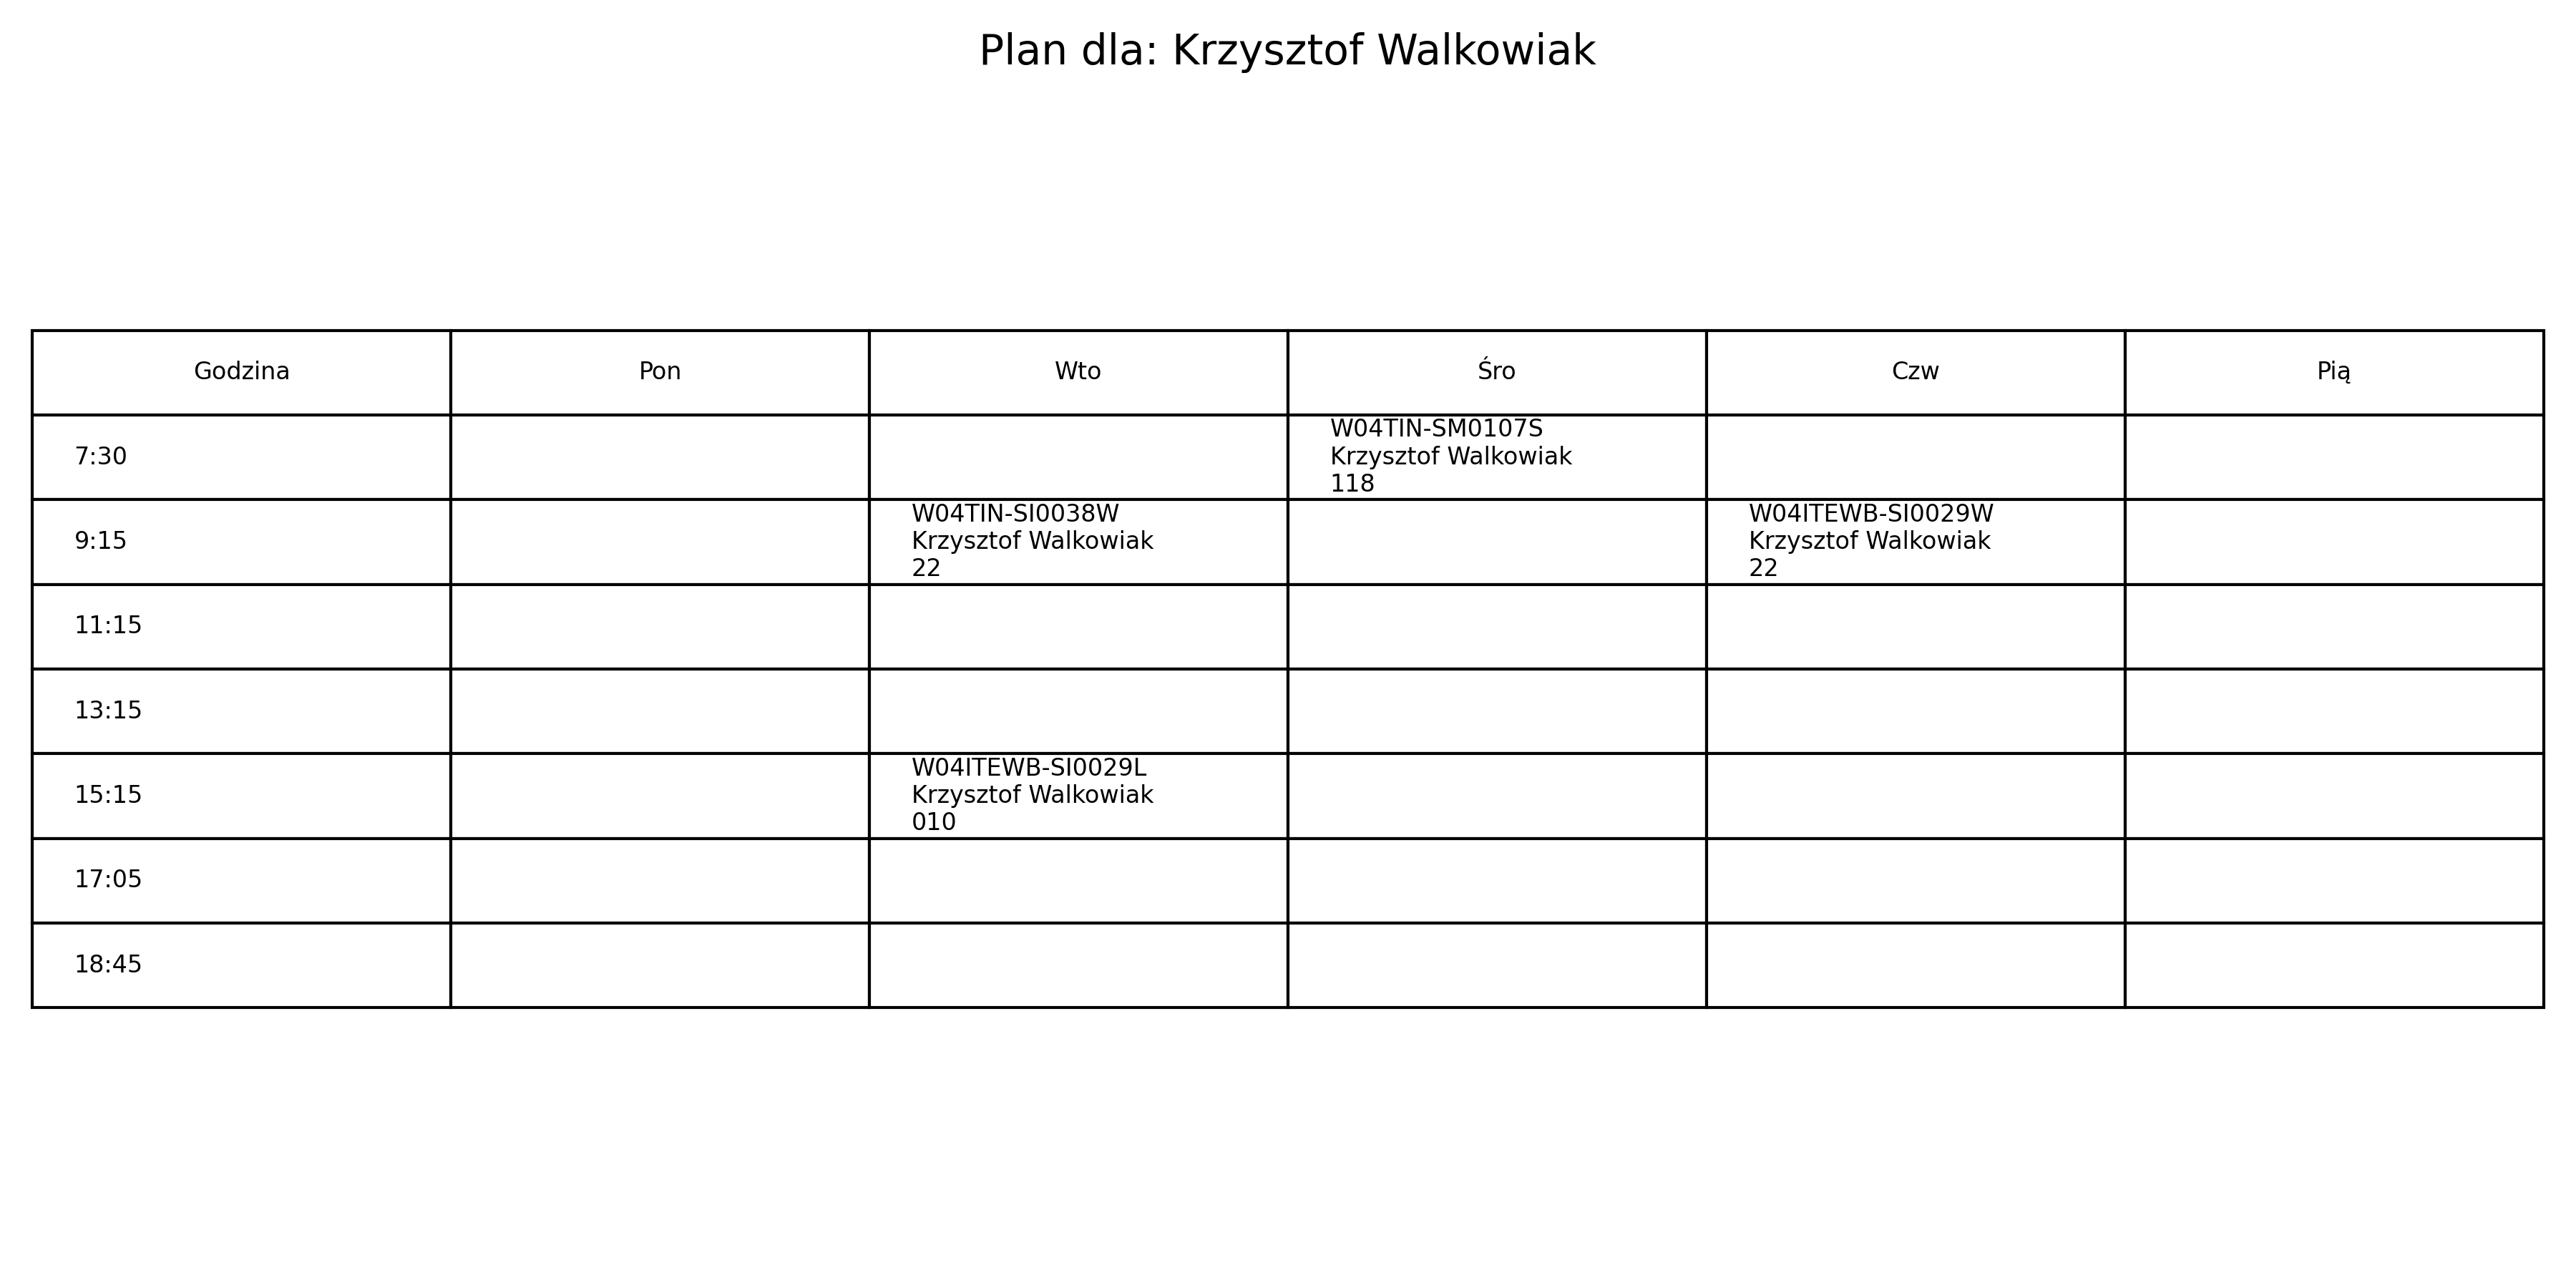 Plan dla: Krzysztof Walkowiak
Godzina Pon Wto Śro Czw Pią
7:30
W04TIN-SM0107S
Krzysztof Walkowiak
118
9:15
W04TIN-SI0038W
Krzysztof Walkowiak
22
W04ITEWB-SI0029W
Krzysztof Walkowiak
22
11:15
13:15
15:15
W04ITEWB-SI0029L
Krzysztof Walkowiak
010
17:05
18:45